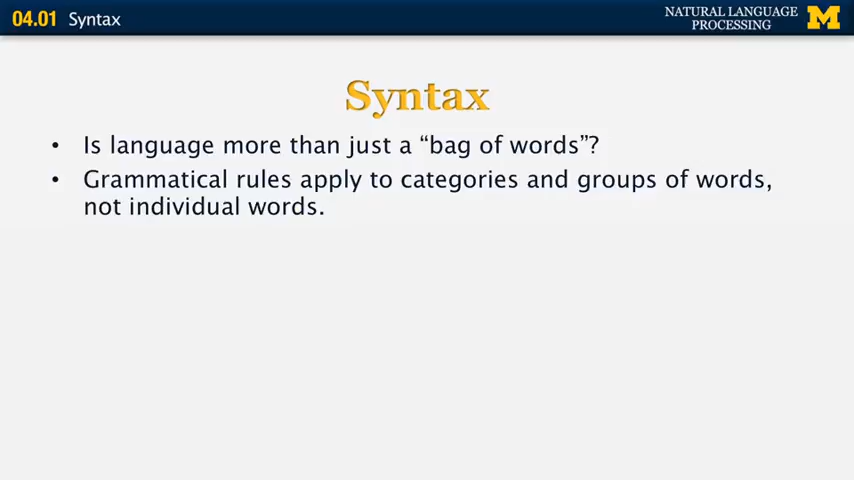 04.01 Syntax
NATURAL LANGUAGE
PROCESSING
M
Syntax
• Is language more than just a “bag of words”?
• Grammatical rules apply to categories and groups of words,
not individual words.